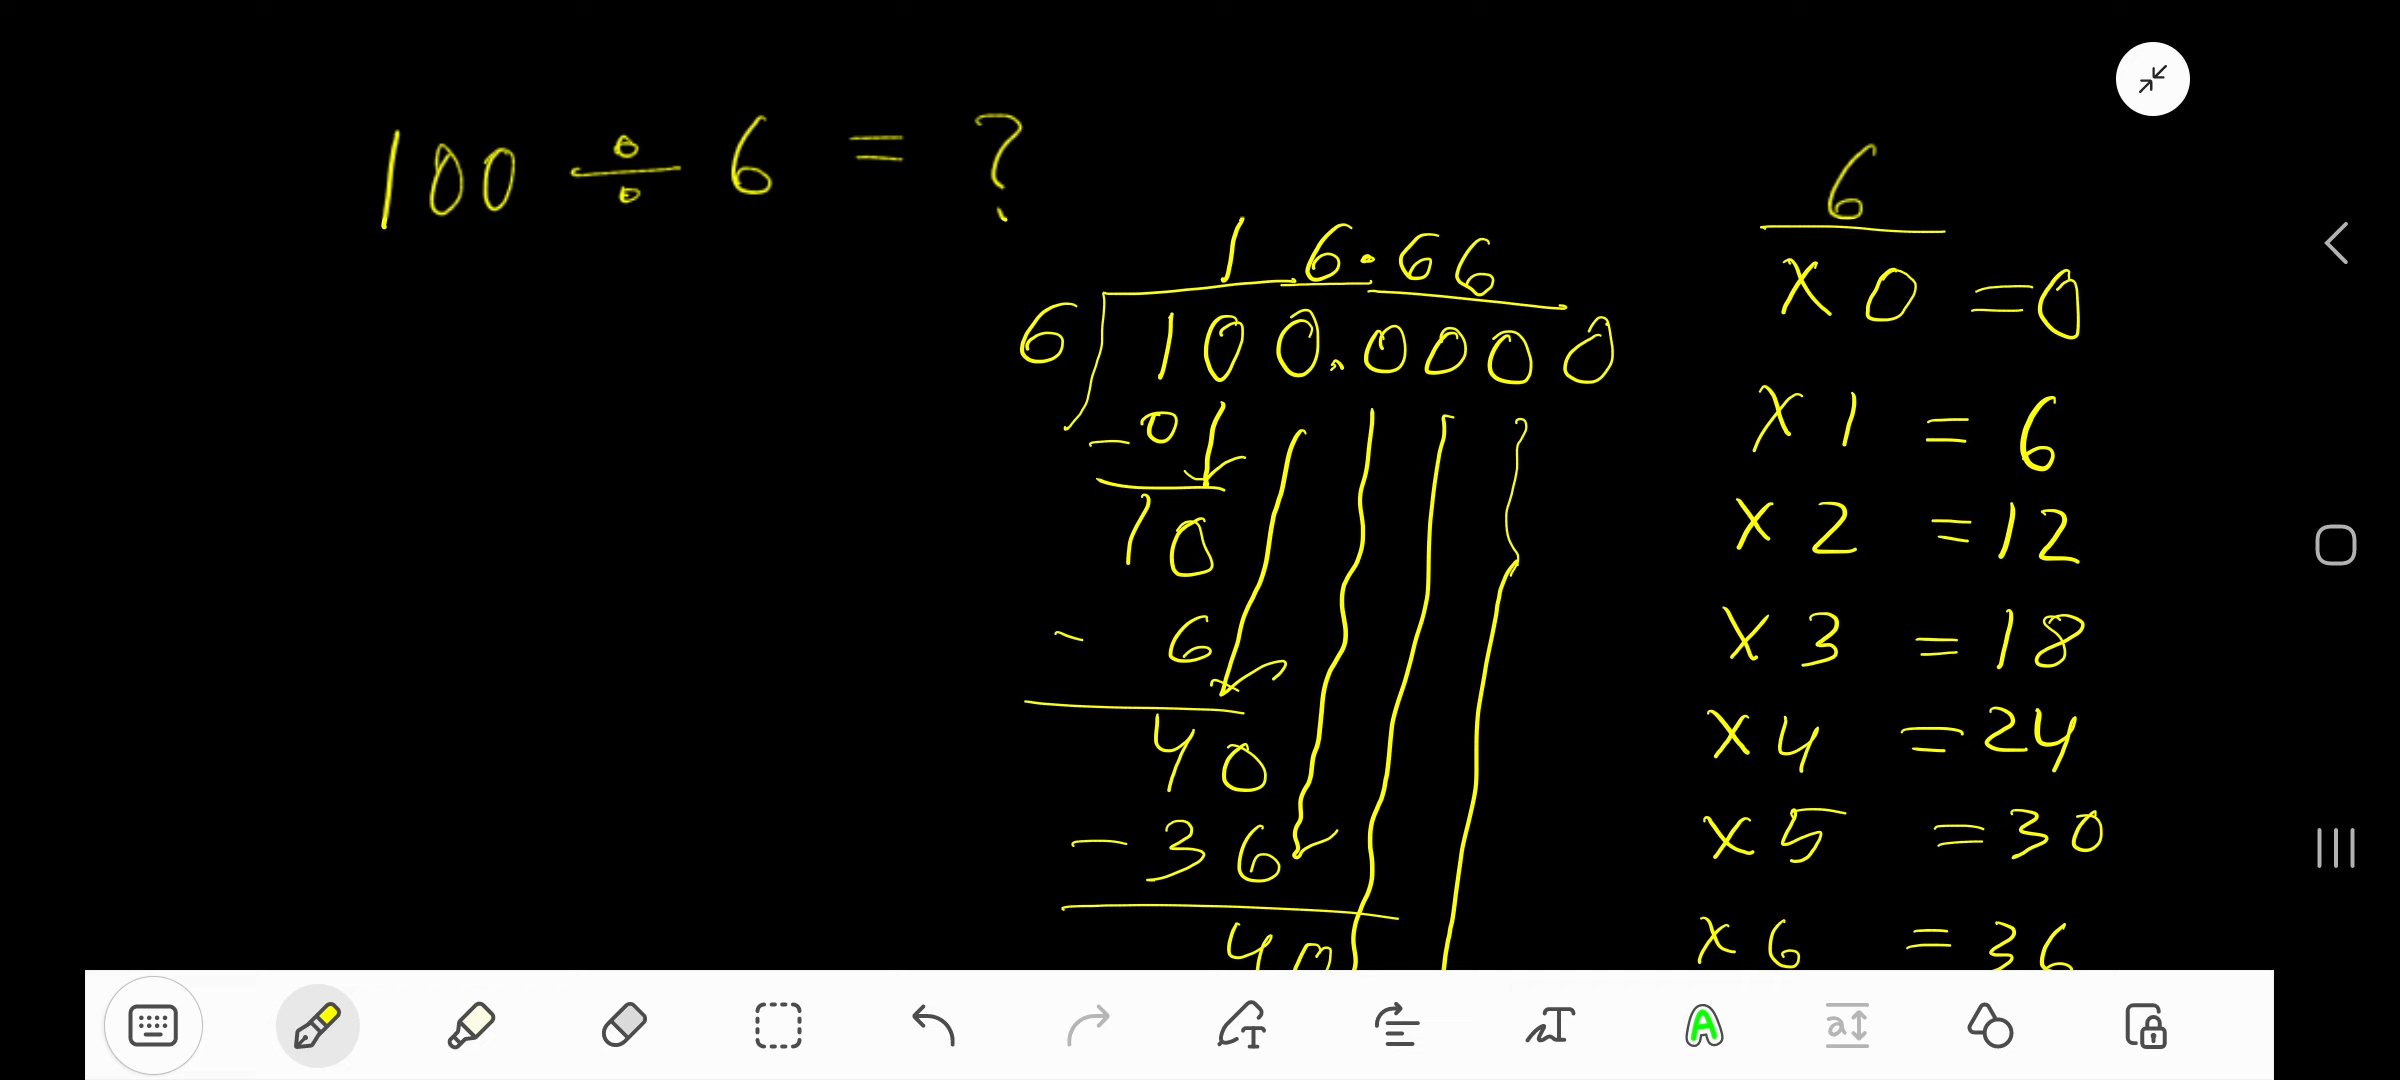 100 ÷ 6 = ?
16.66
6 100.0000
-0
10
- 6
40
- 36
40
6
x 0 = 0
x 1 = 6
x 2 = 12
x 3 = 18
x 4 = 24
x 5 = 30
x 6 = 36